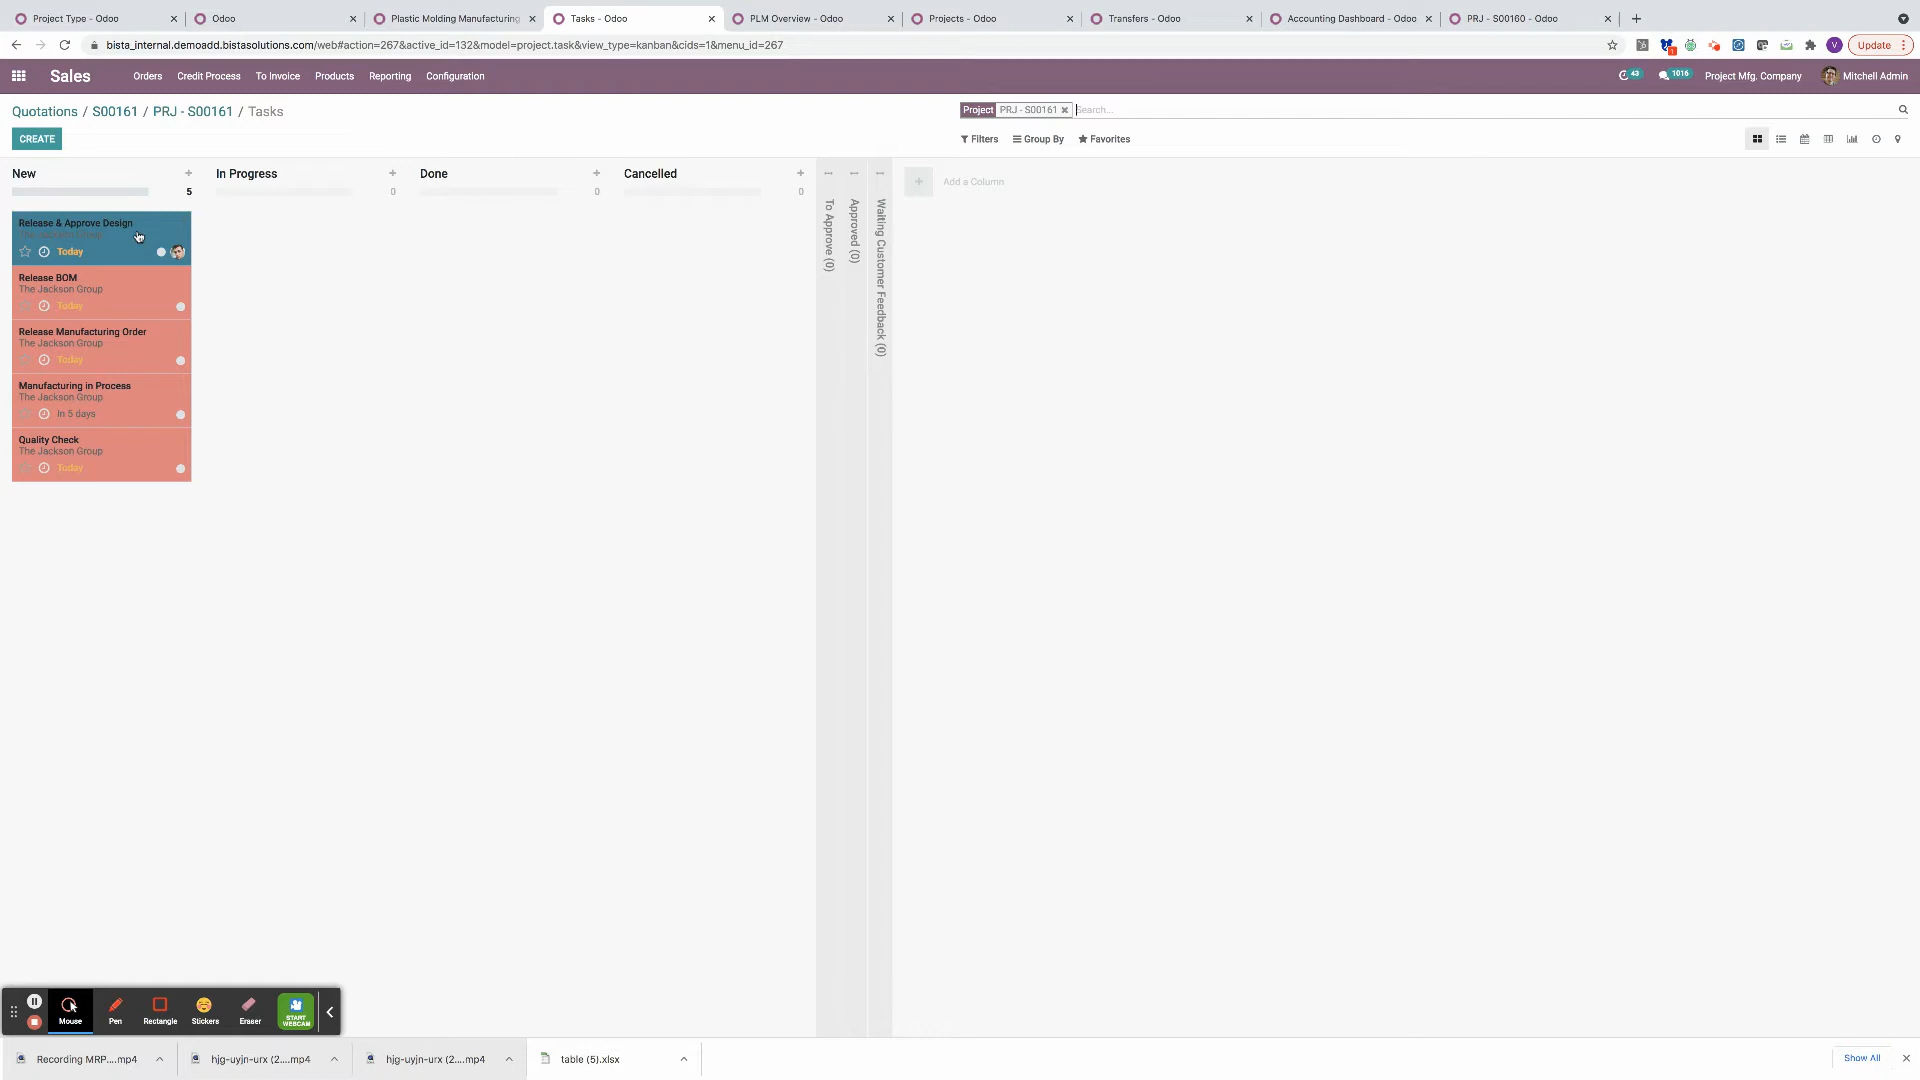 Project Type - Odoo
Odoo
Plastic Molding Manufacturing
Tasks - Odoo
PLM Overview - Odoo
Projects - Odoo
Transfers - Odoo
Accounting Dashboard - Odoo
PRJ - S00160 - Odoo
bista_internal.demoadd.bistasolutions.com/web#action=267&active_id=132&model=project.task&view_type=kanban&cids=1&menu_id=267
1
V
Update
Sales
Orders
Credit Process
To Invoice
Products
Reporting
Configuration
43
1016
Project Mfg. Company
Mitchell Admin
Quotations / S00161 / PRJ - S00161 / Tasks
Project PRJ - S00161 Search...
CREATE
Filters
Group By
Favorites
New
5
In Progress
0
Done
0
Cancelled
0
To Approve (0)
Approved (0)
Waiting Customer Feedback (0)
Add a Column
Release & Approve Design
The Jackson Group
Today
Release BOM
The Jackson Group
Today
Release Manufacturing Order
The Jackson Group
Today
Manufacturing in Process
The Jackson Group
In 5 days
Quality Check
The Jackson Group
Today
Mouse
Pen
Rectangle
Stickers
Eraser
START
WEBCAM
Recording MRP....mp4
hjg-uyjn-urx (2....mp4
hjg-uyjn-urx (2....mp4
table (5).xlsx
Show All